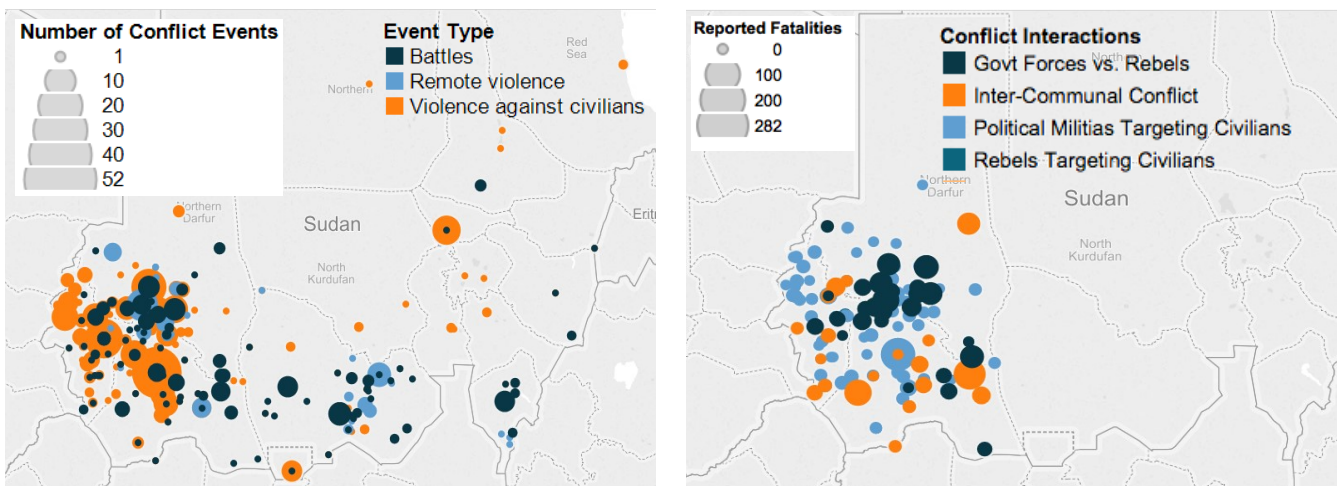 Number of Conflict Events
1
10
20
30
40
52
Event Type
Battles
Remote violence
Violence against civilians
Red
Sea
Northern
Northern
Darfur
Sudan
Eritr
North
Kurdufan
Reported Fatalities
0
100
200
282
Conflict Interactions
Govt Forces vs. Rebels
Inter-Communal Conflict
Political Militias Targeting Civilians
Rebels Targeting Civilians
Northern
Northern
Darfur
Sudan
North
Kurdufan